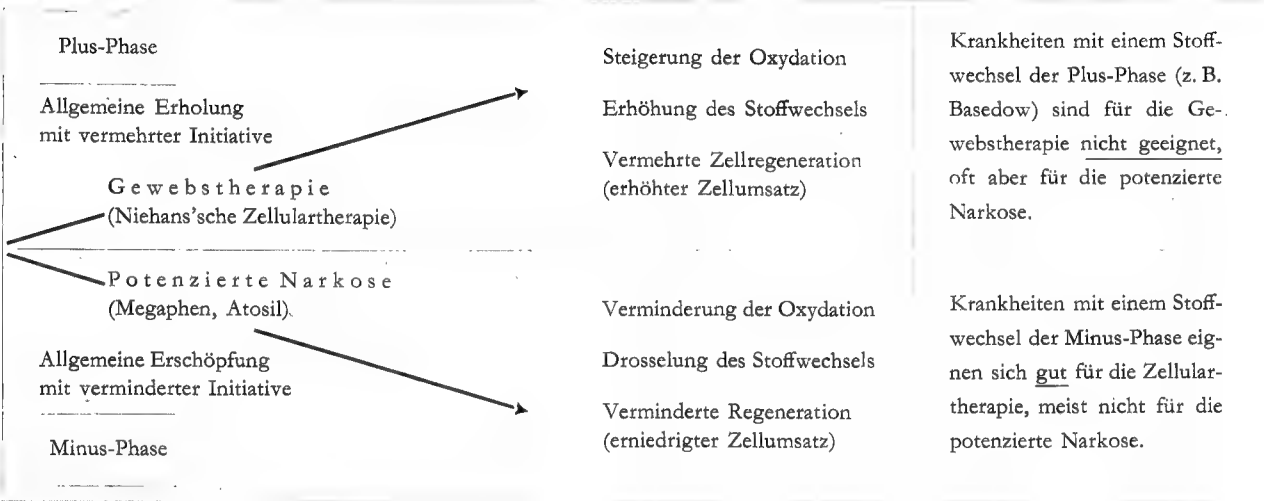 Plus-Phase
Allgemeine Erholung
mit vermehrter Initiative
Gewebstherapie
(Niehans'sche Zellulartherapie)
Potenzierte Narkose
(Megaphen, Atosil)
Allgemeine Erschöpfung
mit verminderter Initiative
Minus-Phase
Steigerung der Oxydation
Erhöhung des Stoffwechsels
Vermehrte Zellregeneration
(erhöhter Zellumsatz)
Verminderung der Oxydation
Drosselung des Stoffwechsels
Verminderte Regeneration
(erniedrigter Zellumsatz)
Krankheiten mit einem Stoff-
wechsel der Plus-Phase (z. B.
Basedow) sind für die Ge-
webstherapie nicht geeignet,
oft aber für die potenzierte
Narkose.
Krankheiten mit einem Stoff-
wechsel der Minus-Phase eig-
nen sich gut für die Zellular-
therapie, meist nicht für die
potenzierte Narkose.